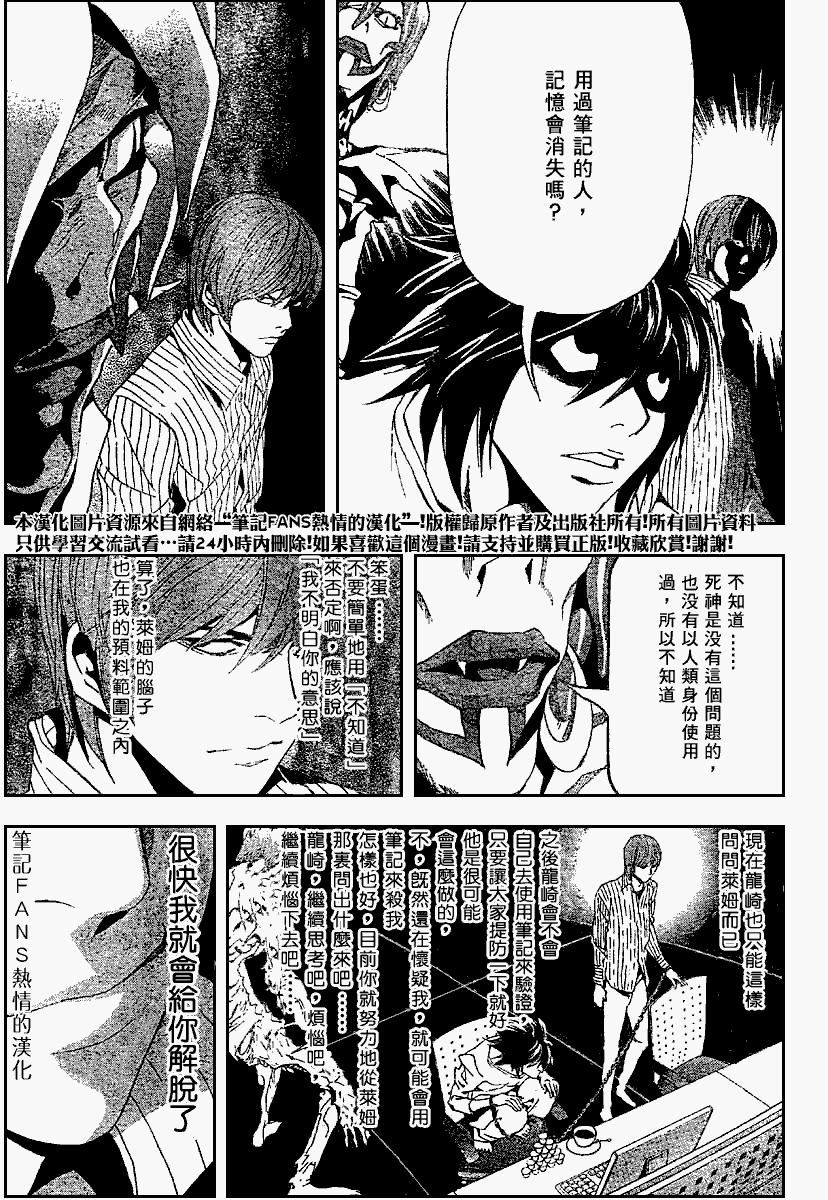 用過筆記的人，
記憶會消失嗎？
本漢化圖片資源來自網絡“筆記FANS熱情的漢化”!版權歸原作者及出版社所有!所有圖片資料
只供學習交流試看…請24小時內刪除!如果喜歡這個漫畫!請支持並購買正版!收藏欣賞!謝謝!
不知道……
死神是没有這個問題的，
也没有以人類身份使用
過，所以不知道
笨蛋……
不要簡單地用「不知道」
來否定啊，應該說
「我不明白你的意思」
算了，萊姆的腦子
也在我的預料範圍之內
現在龍崎也只能這樣
問問萊姆而已
之後龍崎會不會
自己去使用筆記來驗證，
只要讓大家提防一下就好
他是很可能
會這麼做的，
不，既然還在懷疑我，就可能會用
筆記來殺我
怎樣也好，目前你就努力地從萊姆
那裏問出什麼來吧……
龍崎，繼續思考吧，煩惱吧，
繼續煩惱下去吧……
很快我就會給你解脫了
筆記FANS熱情的漢化